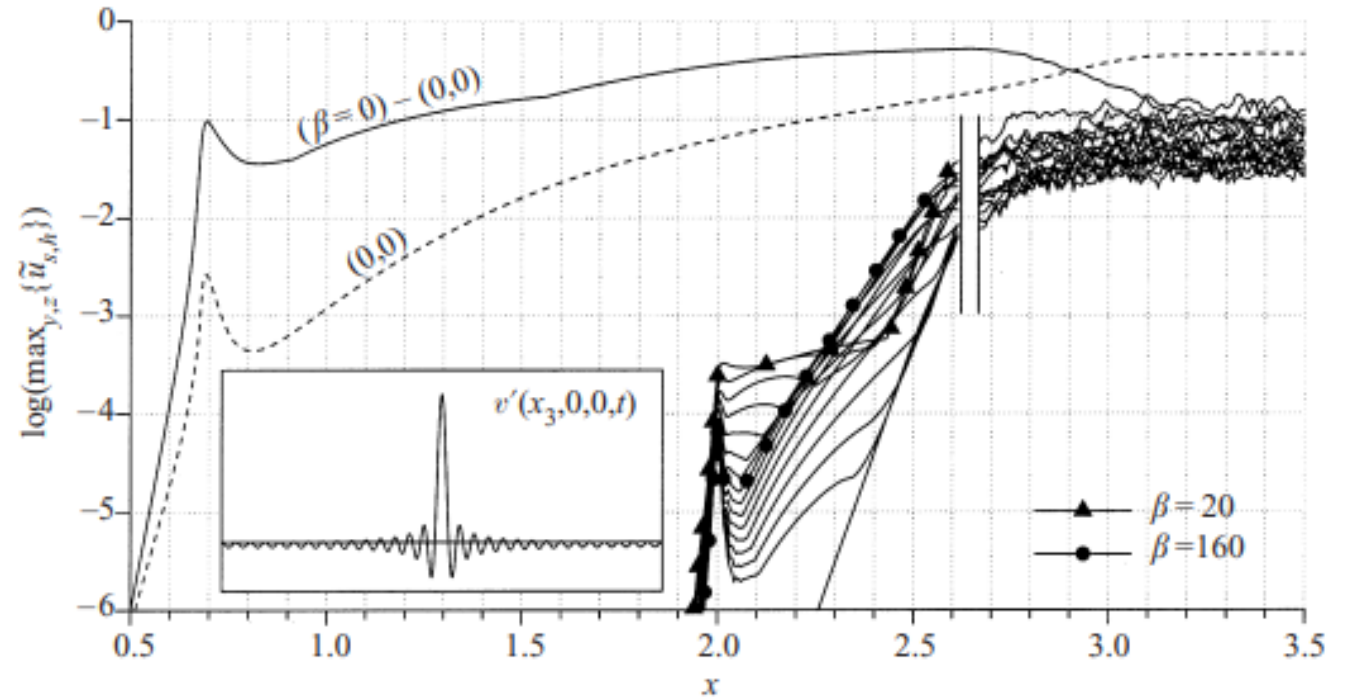 0
−1
−2
−3
−4
−5
−6
log(max_{y,z}{ũ_{s,h}})
(β = 0) − (0,0)
(0,0)
v′(x₃,0,0,t)
β = 20
β =160
0.5
1.0
1.5
2.0
2.5
3.0
3.5
x